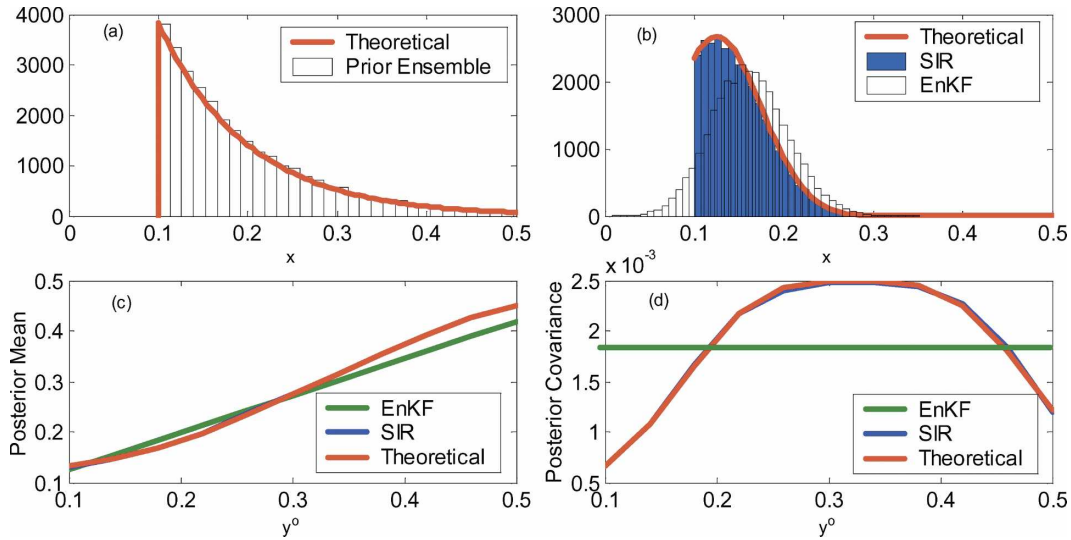 (a)
Theoretical
Prior Ensemble
4000
3000
2000
1000
0
0 0.1 0.2 0.3 0.4 0.5
x
(b)
Theoretical
SIR
EnKF
3000
2000
1000
0
0 0.1 0.2 0.3 0.4 0.5
x
(c)
Posterior Mean
0.5
0.4
0.3
0.2
0.1
EnKF
SIR
Theoretical
0.1 0.2 0.3 0.4 0.5
yº
x 10⁻³
(d)
Posterior Covariance
2.5
2
1.5
1
0.5
EnKF
SIR
Theoretical
0.1 0.2 0.3 0.4 0.5
yº